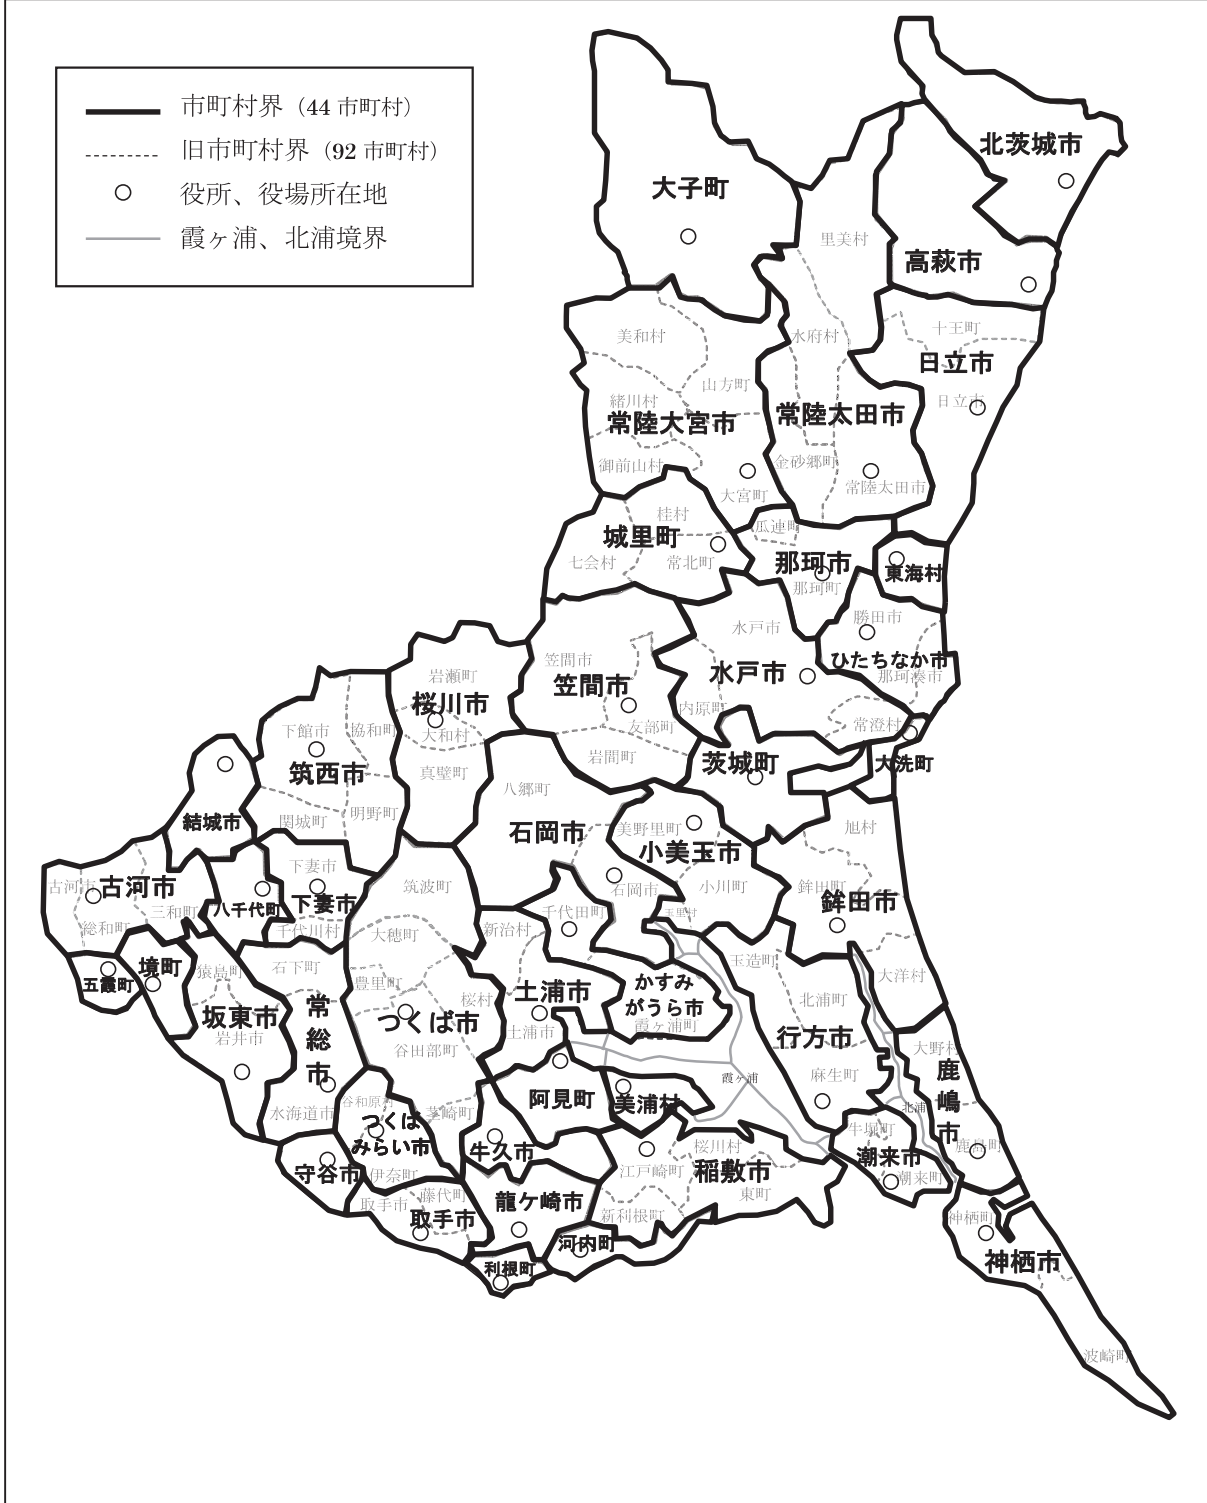 市町村界（44 市町村）
旧市町村界（92 市町村）
役所、役場所在地
霞ヶ浦、北浦境界
北茨城市
大子町
里美村
高萩市
十王町
美和村
水府村
日立市
山方町
日立市
緒川村
常陸大宮市
常陸太田市
御前山村
金砂郷町
常陸太田市
大宮町
桂村
瓜連町
城里町
七会村
常北町
那珂市
東海村
那珂町
勝田市
水戸市
笠間市
ひたちなか市
岩瀬町
水戸市
那珂湊市
笠間市
桜川市
内原町
下館市
協和町
大和村
友部町
常澄村
岩間町
茨城町
大洗町
筑西市
真壁町
八郷町
結城市
関城町
明野町
石岡市
美野里町
旭村
小美玉市
下妻市
古河市
古河市
筑波町
石岡市
小川町
鉾田町
鉾田市
三和町
八千代町
下妻市
千代田町
玉里村
総和町
千代川村
大穂町
新治村
玉造町
境町
猿島町
石下町
大洋村
五霞町
豊里町
かすみ
がうら市
土浦市
桜村
北浦町
坂東市
常総市
つくば市
霞ヶ浦町
土浦市
行方市
岩井市
谷田部町
大野村
霞ヶ浦
麻生町
鹿嶋市
阿見町
美浦村
北浦
水海道市
谷和原村
茎崎町
つくば
みらい市
牛堀町
牛久市
桜川村
鹿島町
潮来市
守谷市
伊奈町
江戸崎町
稲敷市
潮来町
取手市
藤代町
龍ケ崎市
東町
新利根町
取手市
神栖町
河内町
利根町
神栖市
波崎町